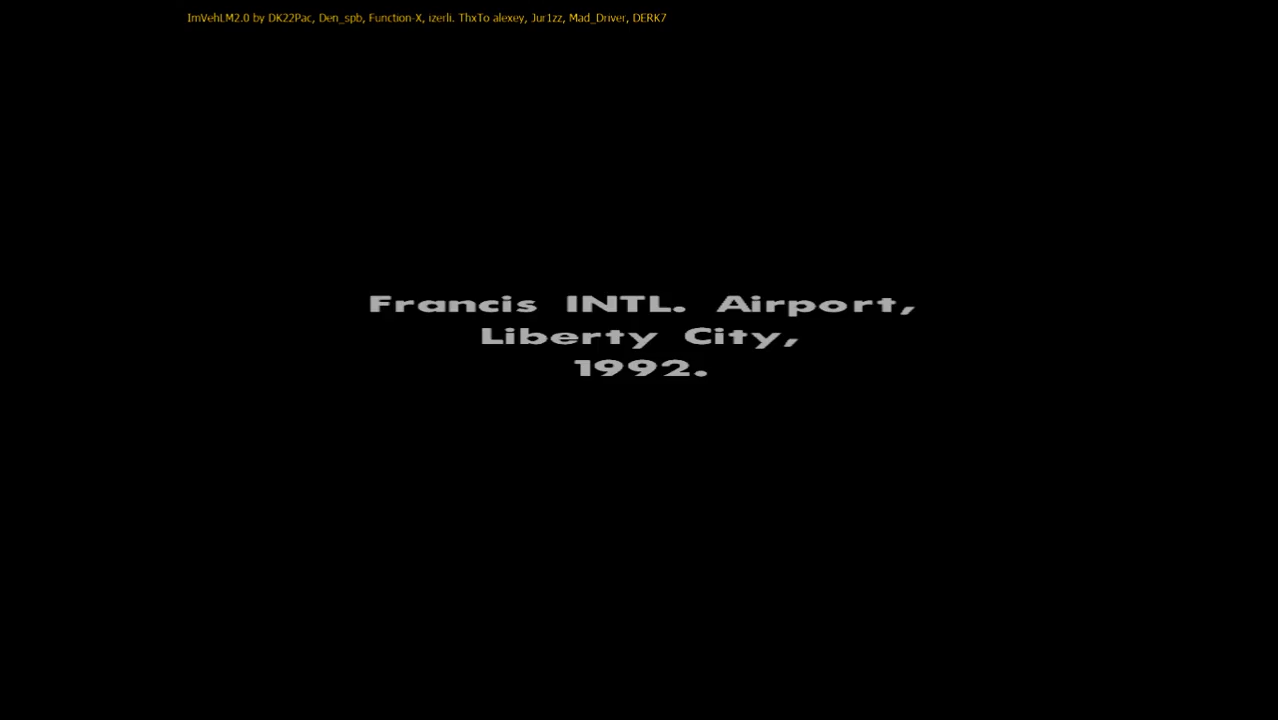 ImVehLM2.0 by DK22Pac, Den_spb, Function-X, izerli. ThxTo alexey, Jur1zz, Mad_Driver, DERK7
Francis INTL. Airport,
Liberty City,
1992.